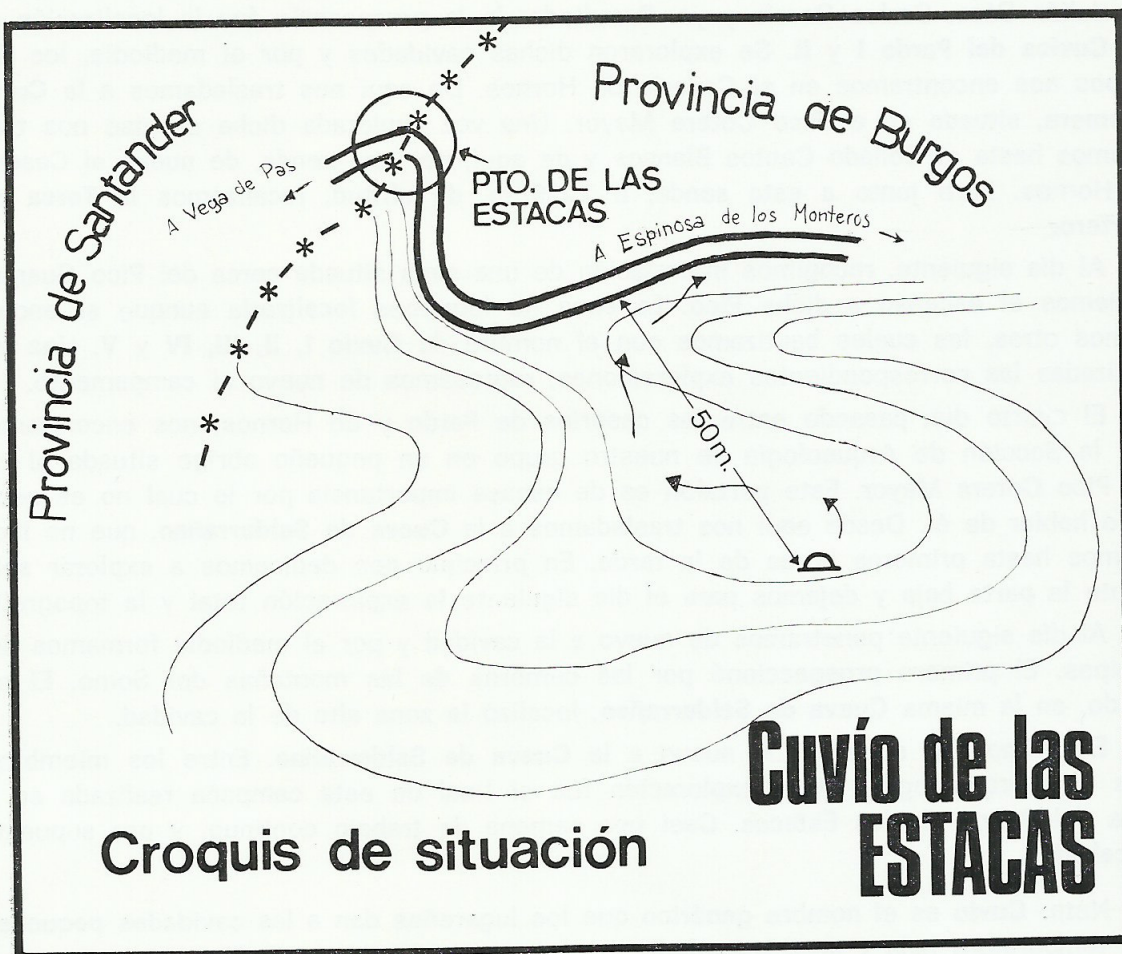 Provincia de Santander
Provincia de Burgos
A Vega de Pas
PTO. DE LAS
ESTACAS
A Espinosa de los Monteros
50m.
Cuvío de las
ESTACAS
Croquis de situación